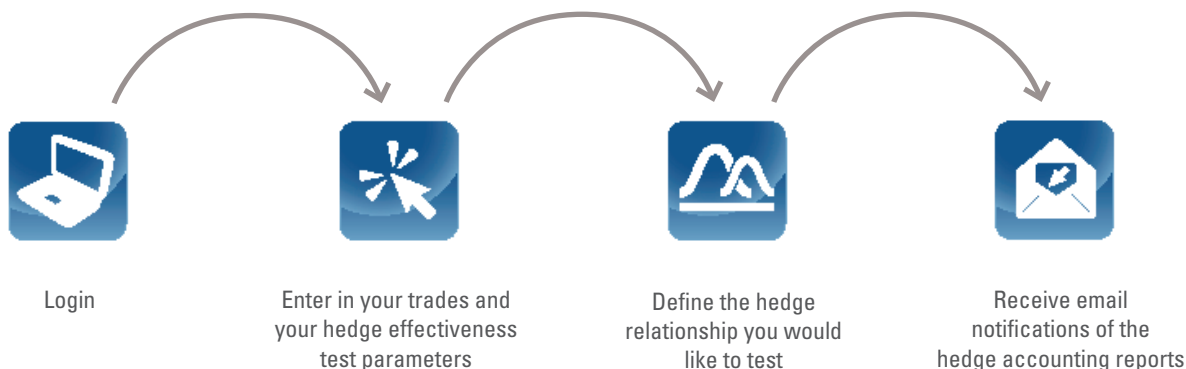 Login
Enter in your trades and
your hedge effectiveness
test parameters
Define the hedge
relationship you would
like to test
Receive email
notifications of the
hedge accounting reports